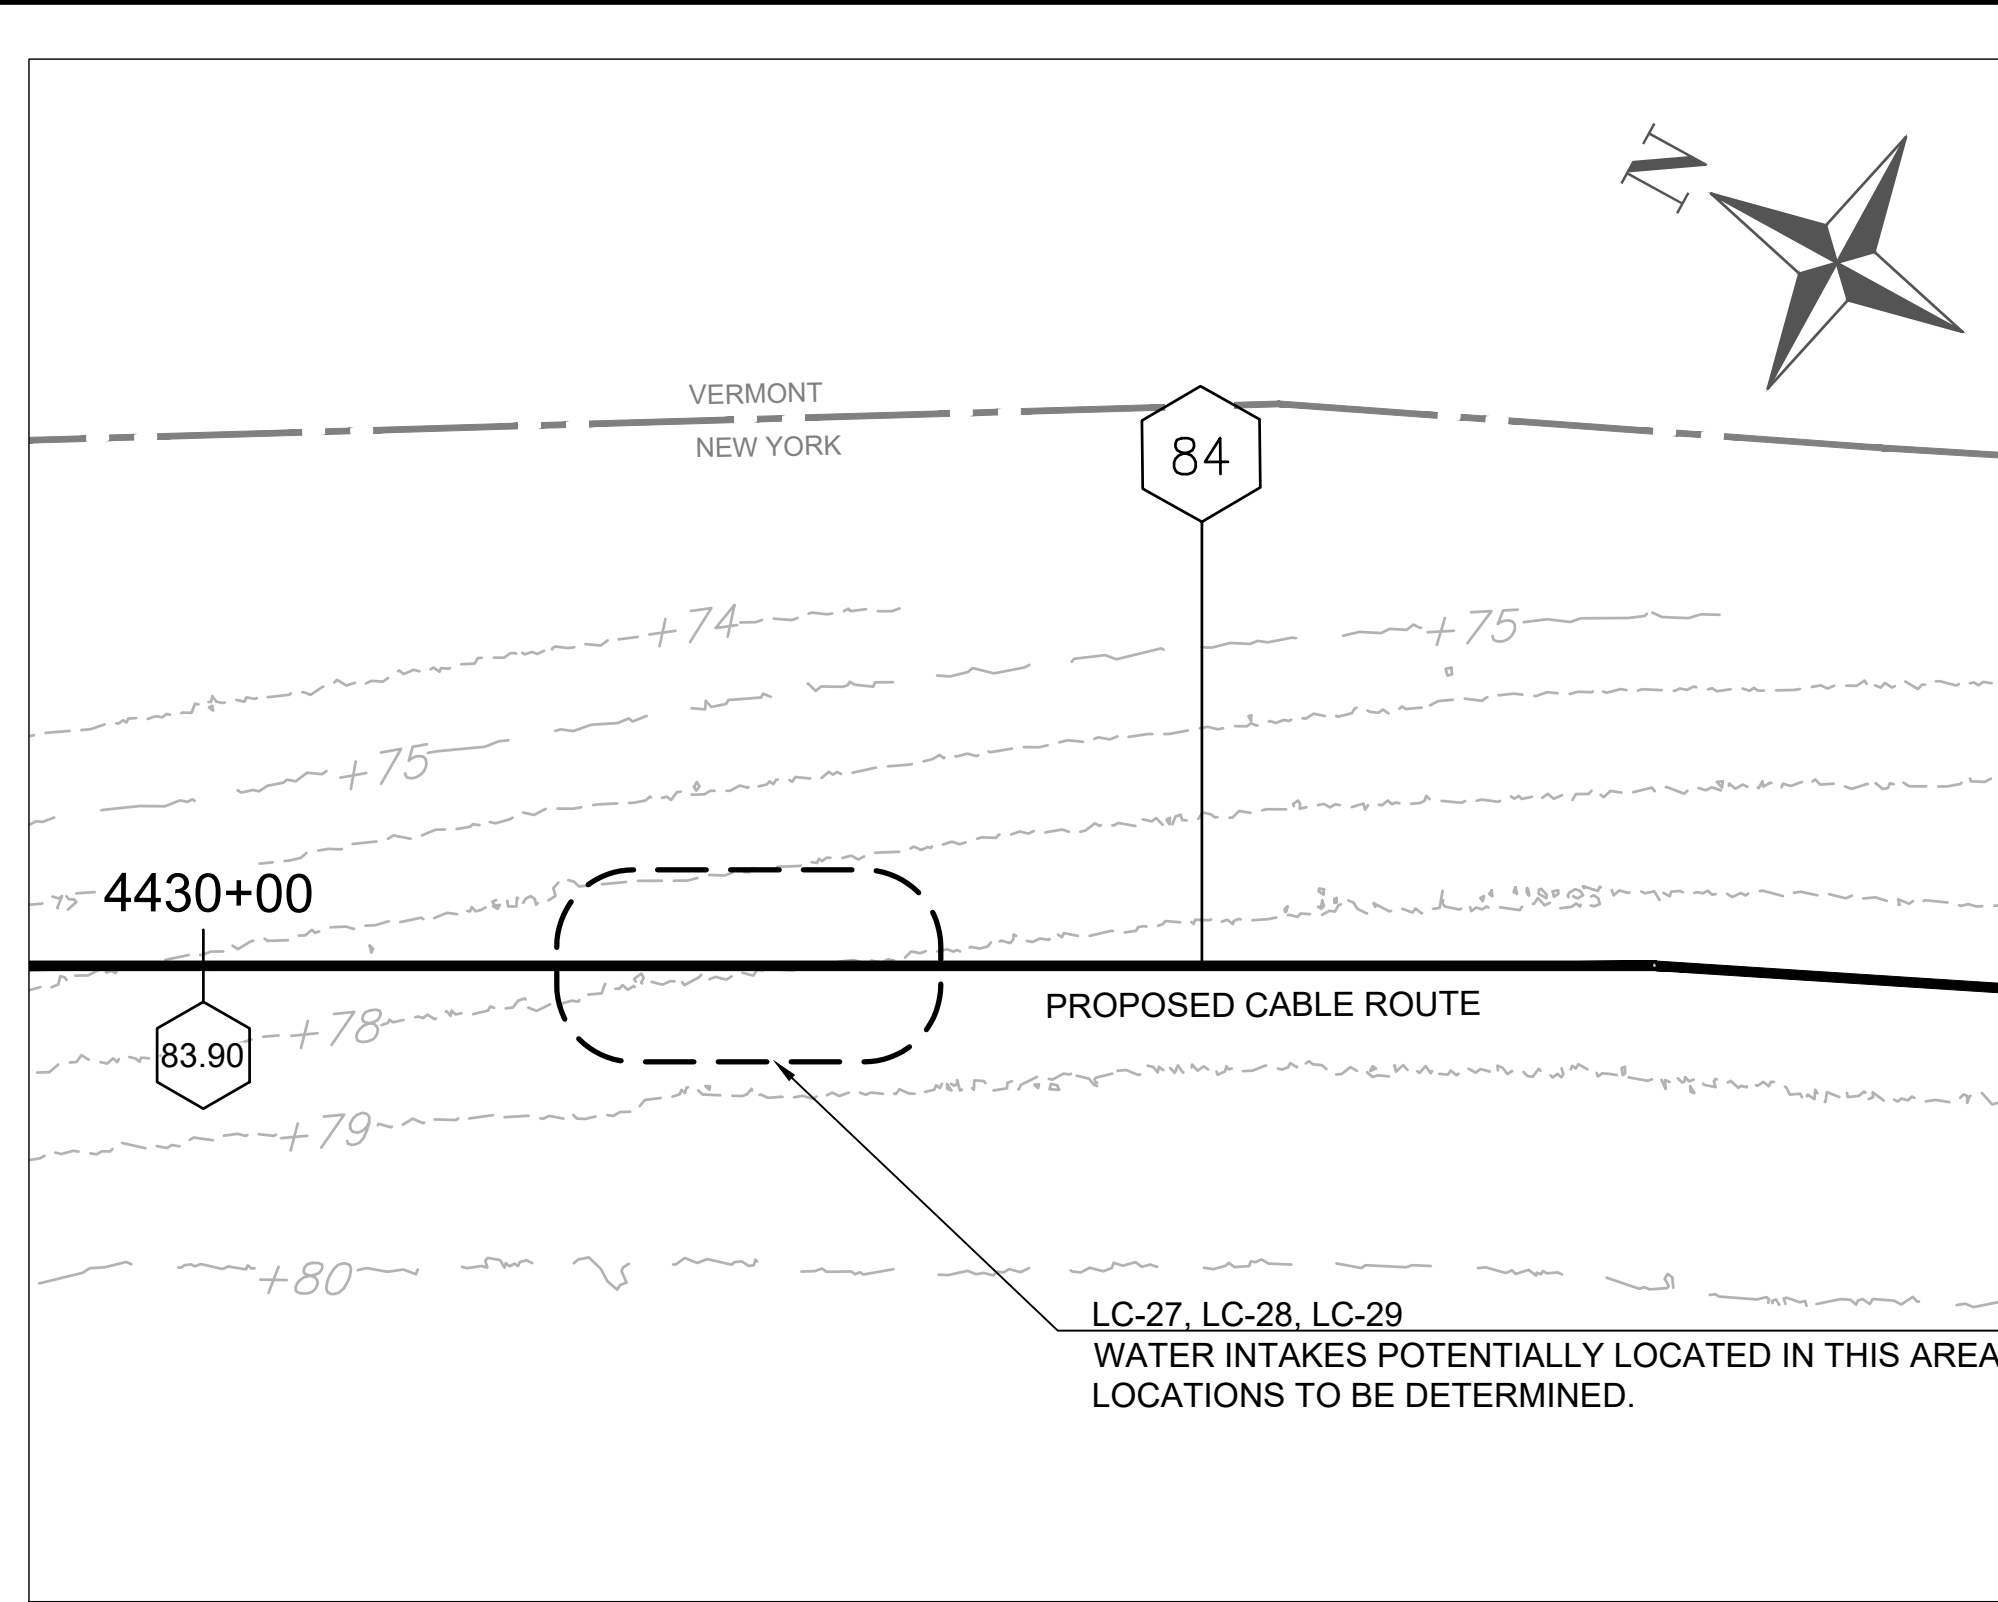 N
VERMONT
NEW YORK
84
+74
+75
+75
4430+00
PROPOSED CABLE ROUTE
+78
83.90
+79
+80
LC-27, LC-28, LC-29
WATER INTAKES POTENTIALLY LOCATED IN THIS AREA
LOCATIONS TO BE DETERMINED.